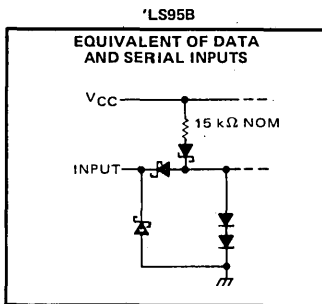 'LS95B
EQUIVALENT OF DATA
AND SERIAL INPUTS
VCC
15 kΩ NOM
INPUT